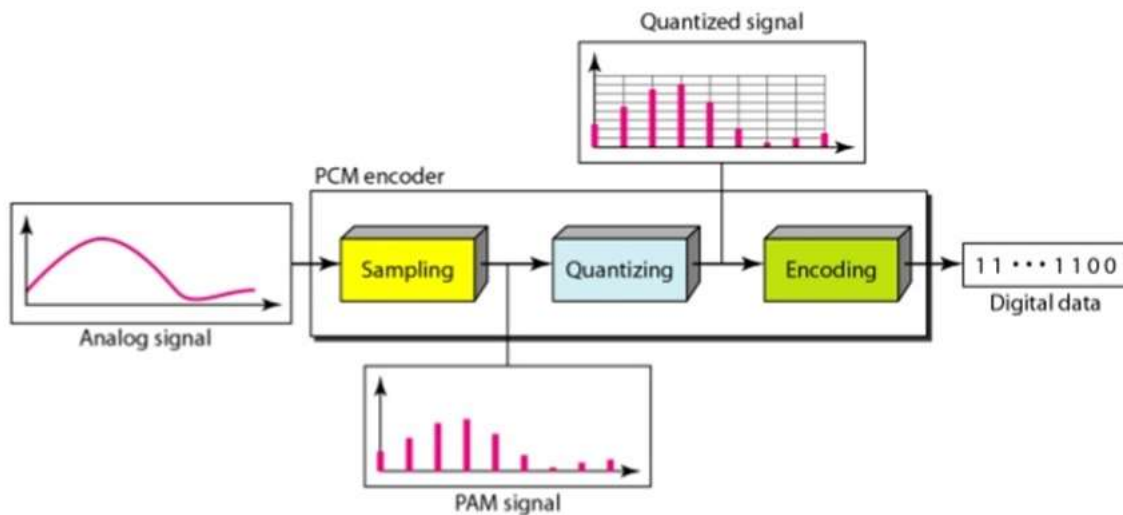 Quantized signal
PCM encoder
Sampling
Quantizing
Encoding
11 ••• 1100
Digital data
Analog signal
PAM signal